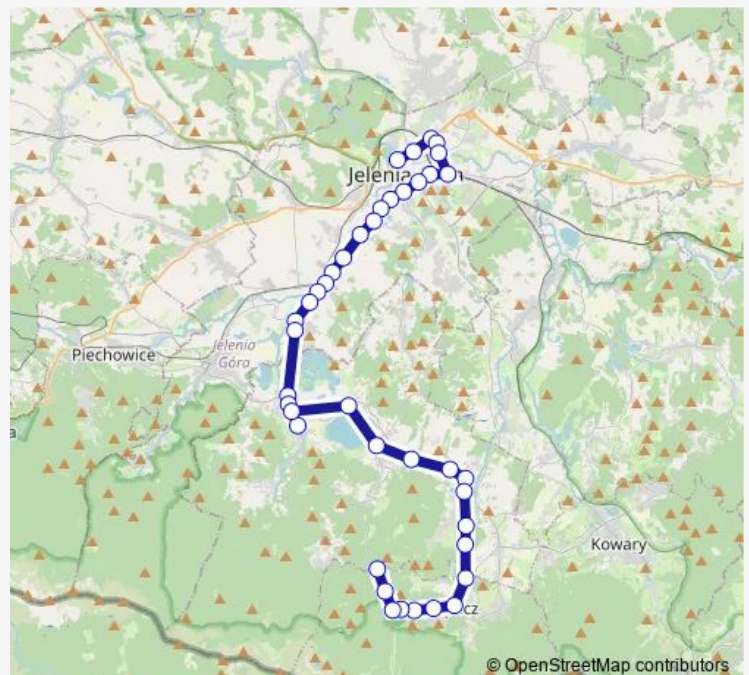 Jelenia
Piechowice
Jelenia
Góra
a
Kowary
cz
© OpenStreetMap contributors